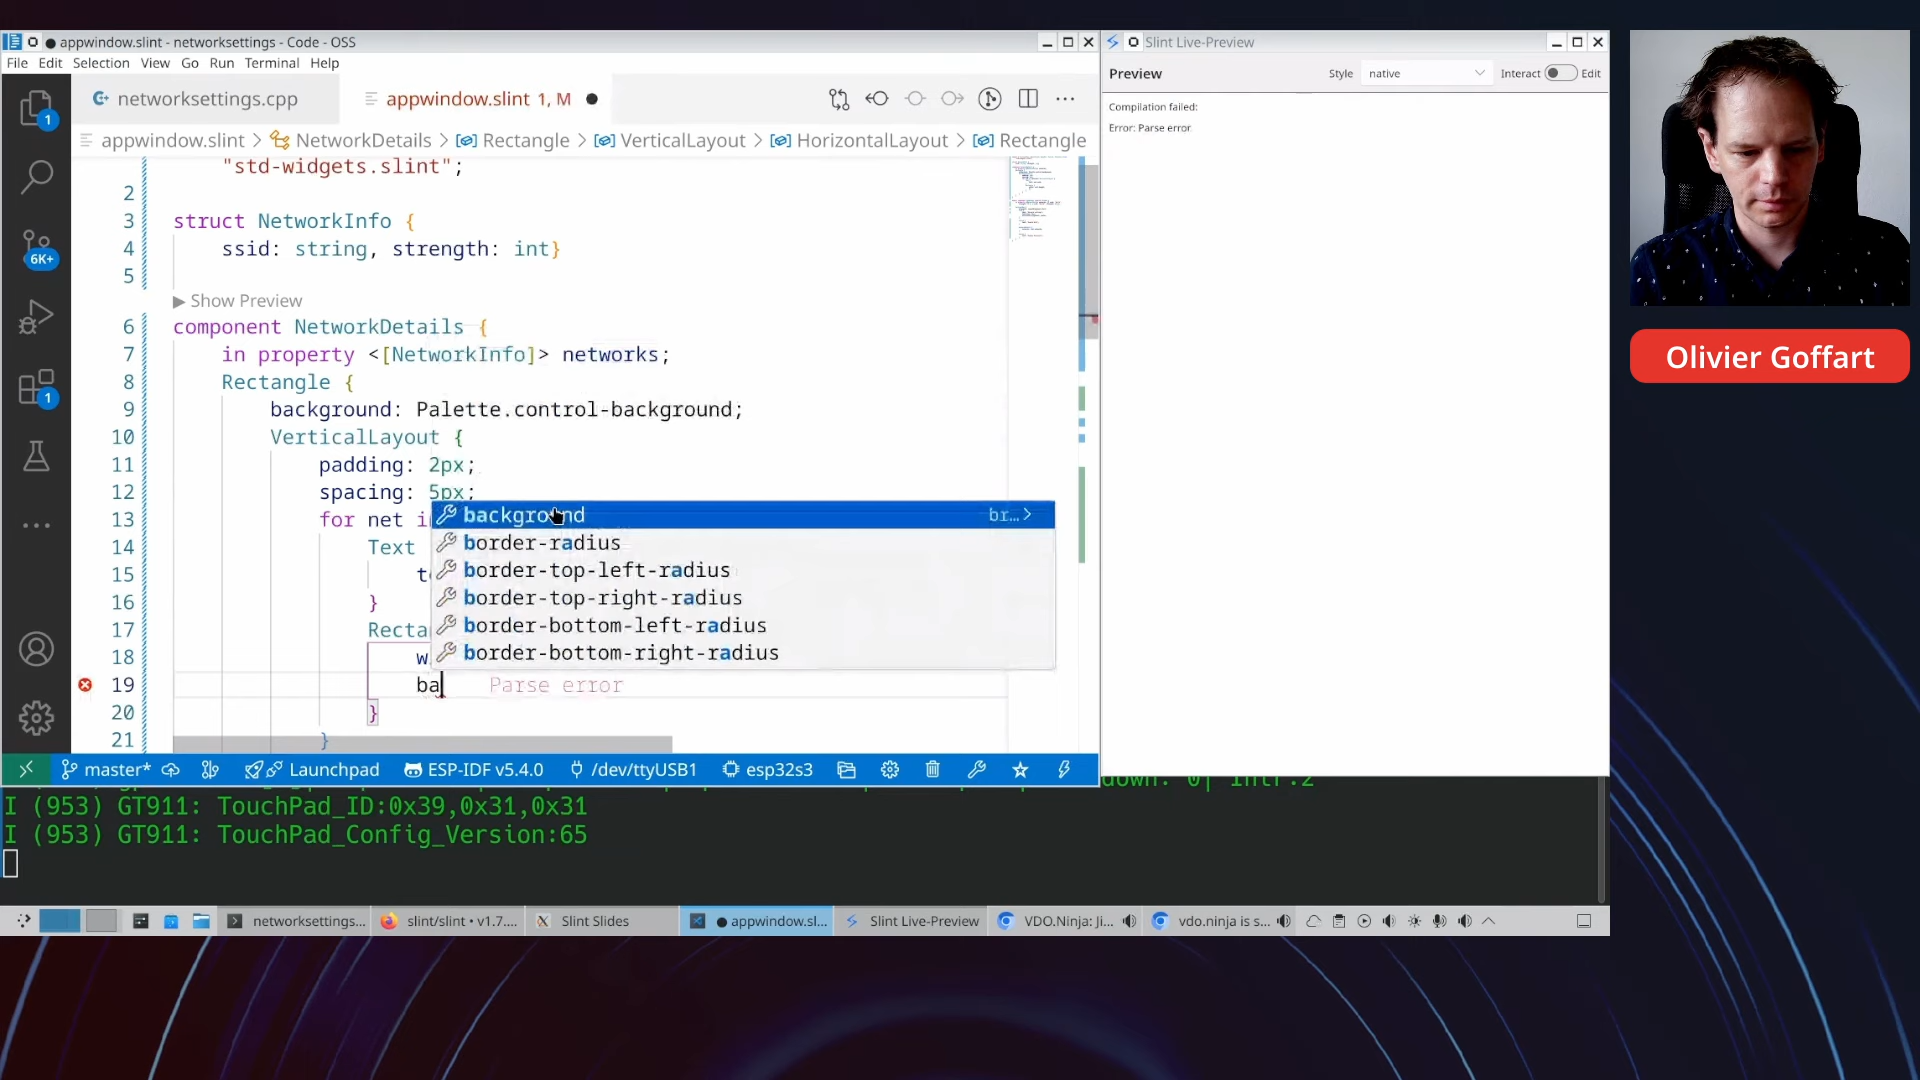 appwindow.slint - networksettings - Code - OSS
File Edit Selection View Go Run Terminal Help
networksettings.cpp
appwindow.slint 1, M
appwindow.slint > NetworkDetails > Rectangle > VerticalLayout > HorizontalLayout > Rectangle
"std-widgets.slint";
2
3 struct NetworkInfo {
4 ssid: string, strength: int}
5
Show Preview
6 component NetworkDetails {
7 in property <[NetworkInfo]> networks;
8 Rectangle {
9 background: Palette.control-background;
10 VerticalLayout {
11 padding: 2px;
12 spacing: 5px;
13 for net i
14 Text
15 te
16 }
17 Recta
18 w
19 ba Parse error
20 }
21 }
background br...
border-radius
border-top-left-radius
border-top-right-radius
border-bottom-left-radius
border-bottom-right-radius
1
6K+
1
master* Launchpad ESP-IDF v5.4.0 /dev/ttyUSB1 esp32s3
Slint Live-Preview
Preview
Style native Interact Edit
Compilation failed:
Error: Parse error
Olivier Goffart
down: 0| Intr:2
I (953) GT911: TouchPad_ID:0x39,0x31,0x31
I (953) GT911: TouchPad_Config_Version:65
networksettings... slint/slint • v1.7.... Slint Slides appwindow.sl... Slint Live-Preview VDO.Ninja: Ji... vdo.ninja is s...